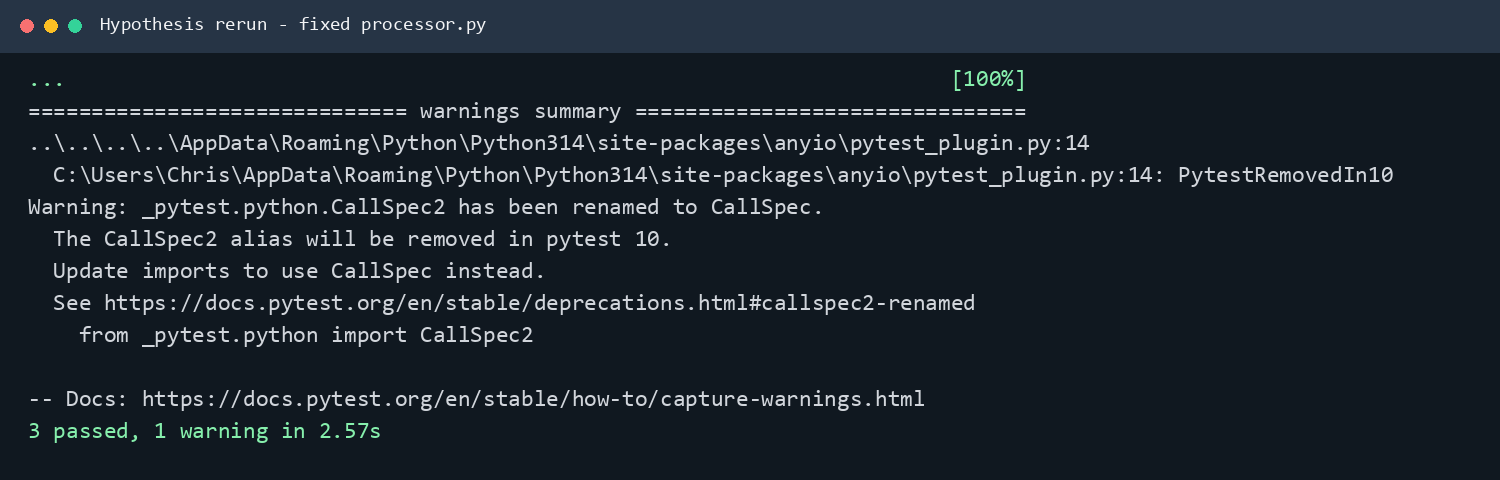 Hypothesis rerun - fixed processor.py
... [100%]
============================== warnings summary ===============================
..\..\..\..\AppData\Roaming\Python\Python314\site-packages\anyio\pytest_plugin.py:14
  C:\Users\Chris\AppData\Roaming\Python\Python314\site-packages\anyio\pytest_plugin.py:14: PytestRemovedIn10
Warning: _pytest.python.CallSpec2 has been renamed to CallSpec.
  The CallSpec2 alias will be removed in pytest 10.
  Update imports to use CallSpec instead.
  See https://docs.pytest.org/en/stable/deprecations.html#callspec2-renamed
    from _pytest.python import CallSpec2
-- Docs: https://docs.pytest.org/en/stable/how-to/capture-warnings.html
3 passed, 1 warning in 2.57s